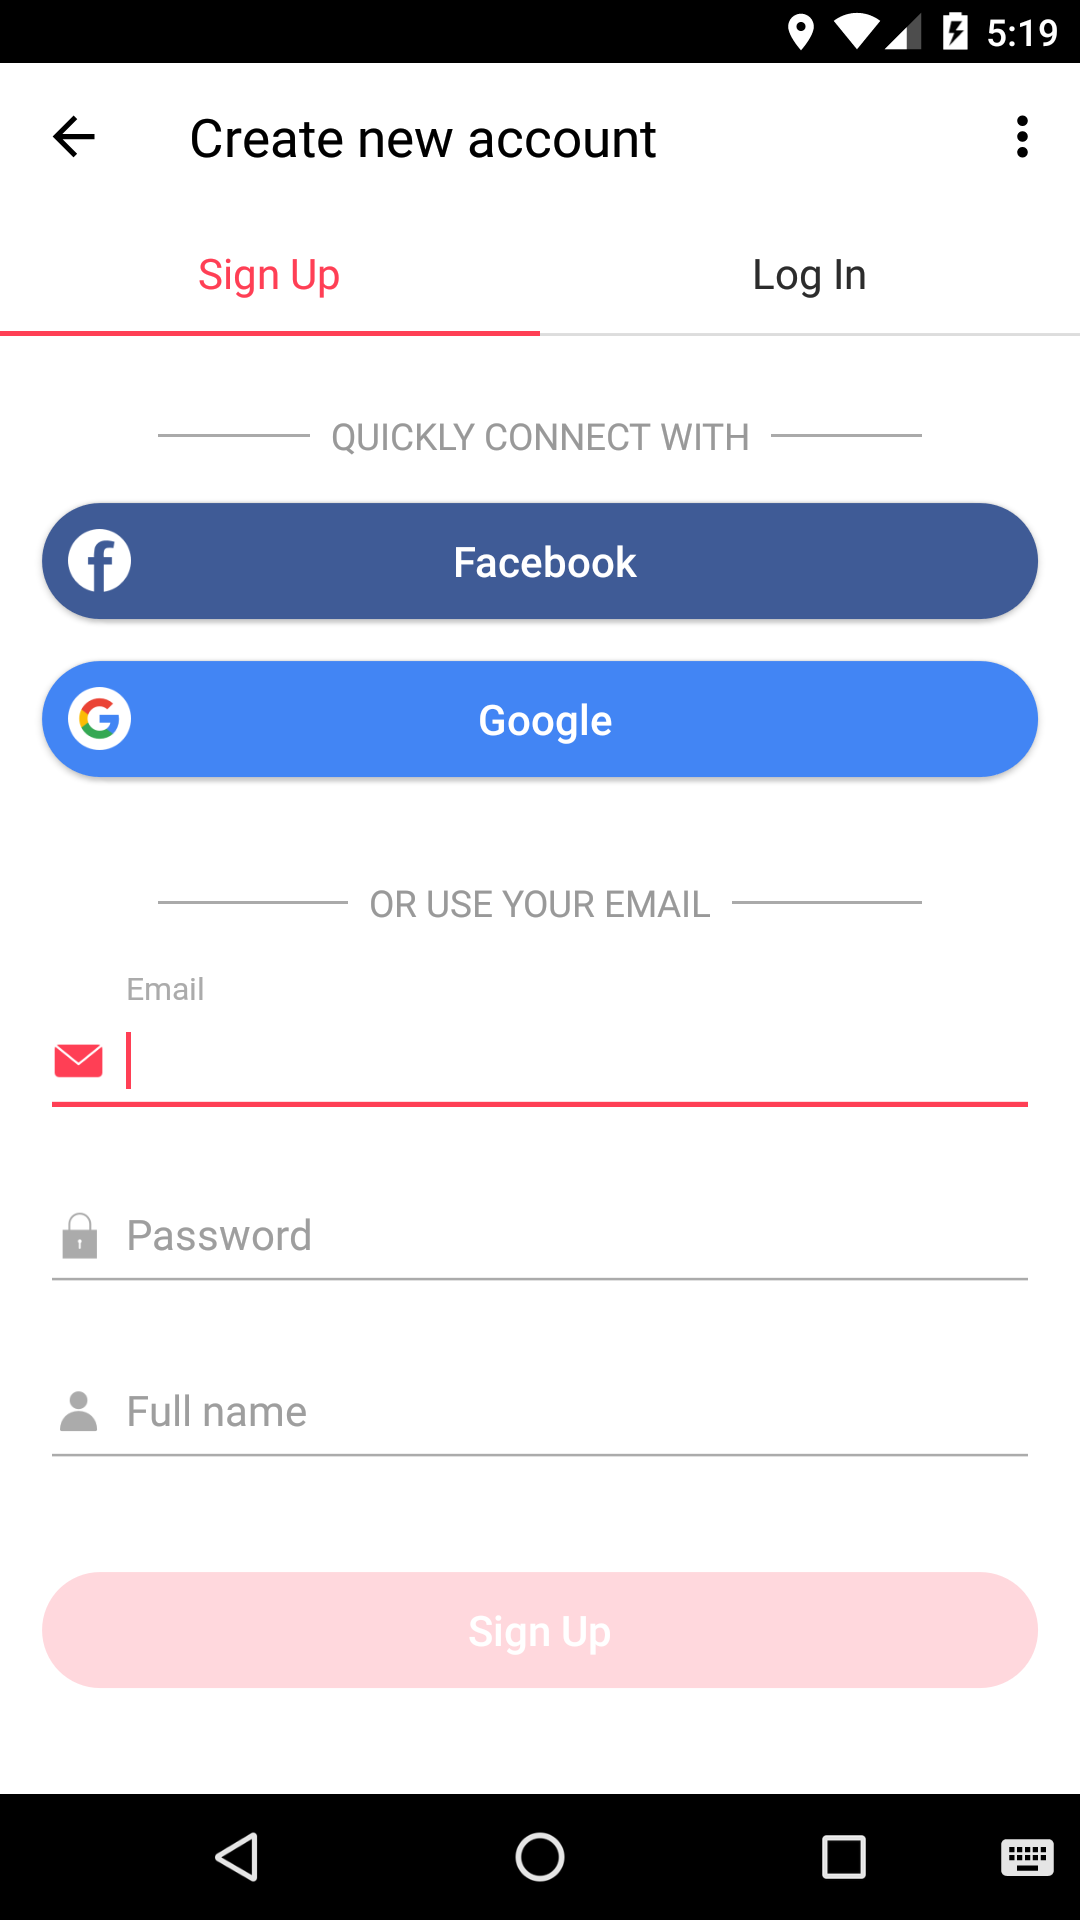 5:19
Create new account
Sign Up
Log In
QUICKLY CONNECT WITH
Facebook
Google
OR USE YOUR EMAIL
Email
Password
Full name
Sign Up